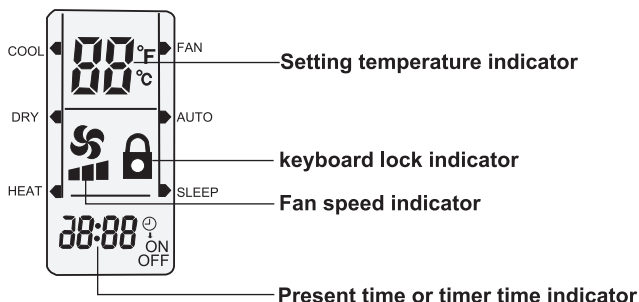 COOL 88 °F FAN
°C
Setting temperature indicator
DRY AUTO
keyboard lock indicator
HEAT SLEEP
Fan speed indicator
88:88 ON
OFF
Present time or timer time indicator